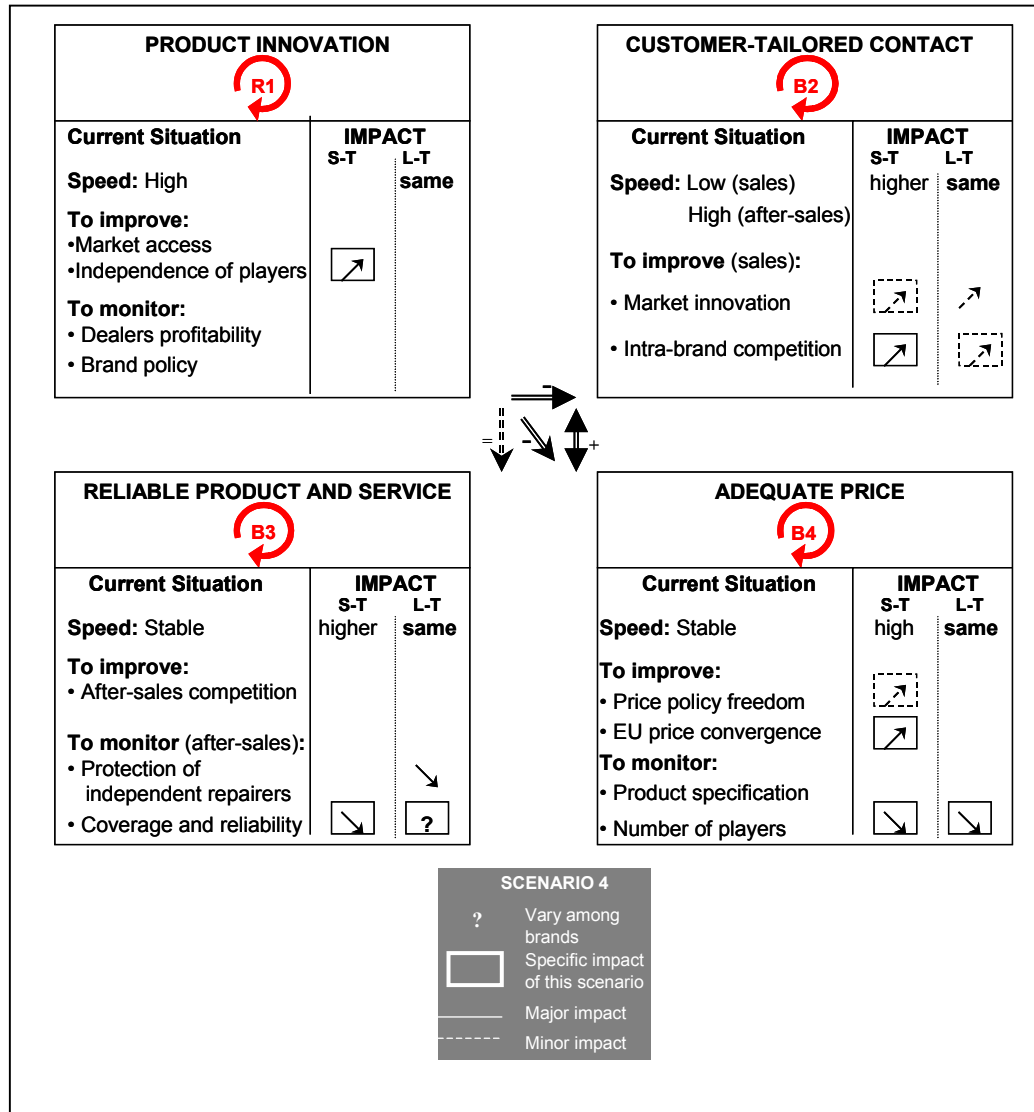 PRODUCT INNOVATION
R1
Current Situation
IMPACT
S-T L-T
Speed: High
same
To improve:
•Market access
•Independence of players
To monitor:
• Dealers profitability
• Brand policy
CUSTOMER-TAILORED CONTACT
B2
Current Situation
IMPACT
S-T L-T
Speed: Low (sales)
higher same
High (after-sales)
To improve (sales):
• Market innovation
• Intra-brand competition
-
=
-
+
RELIABLE PRODUCT AND SERVICE
B3
Current Situation
IMPACT
S-T L-T
Speed: Stable
higher same
To improve:
• After-sales competition
To monitor (after-sales):
• Protection of
independent repairers
• Coverage and reliability
?
ADEQUATE PRICE
B4
Current Situation
IMPACT
S-T L-T
Speed: Stable
high same
To improve:
• Price policy freedom
• EU price convergence
To monitor:
• Product specification
• Number of players
SCENARIO 4
? Vary among
brands
Specific impact
of this scenario
Major impact
Minor impact